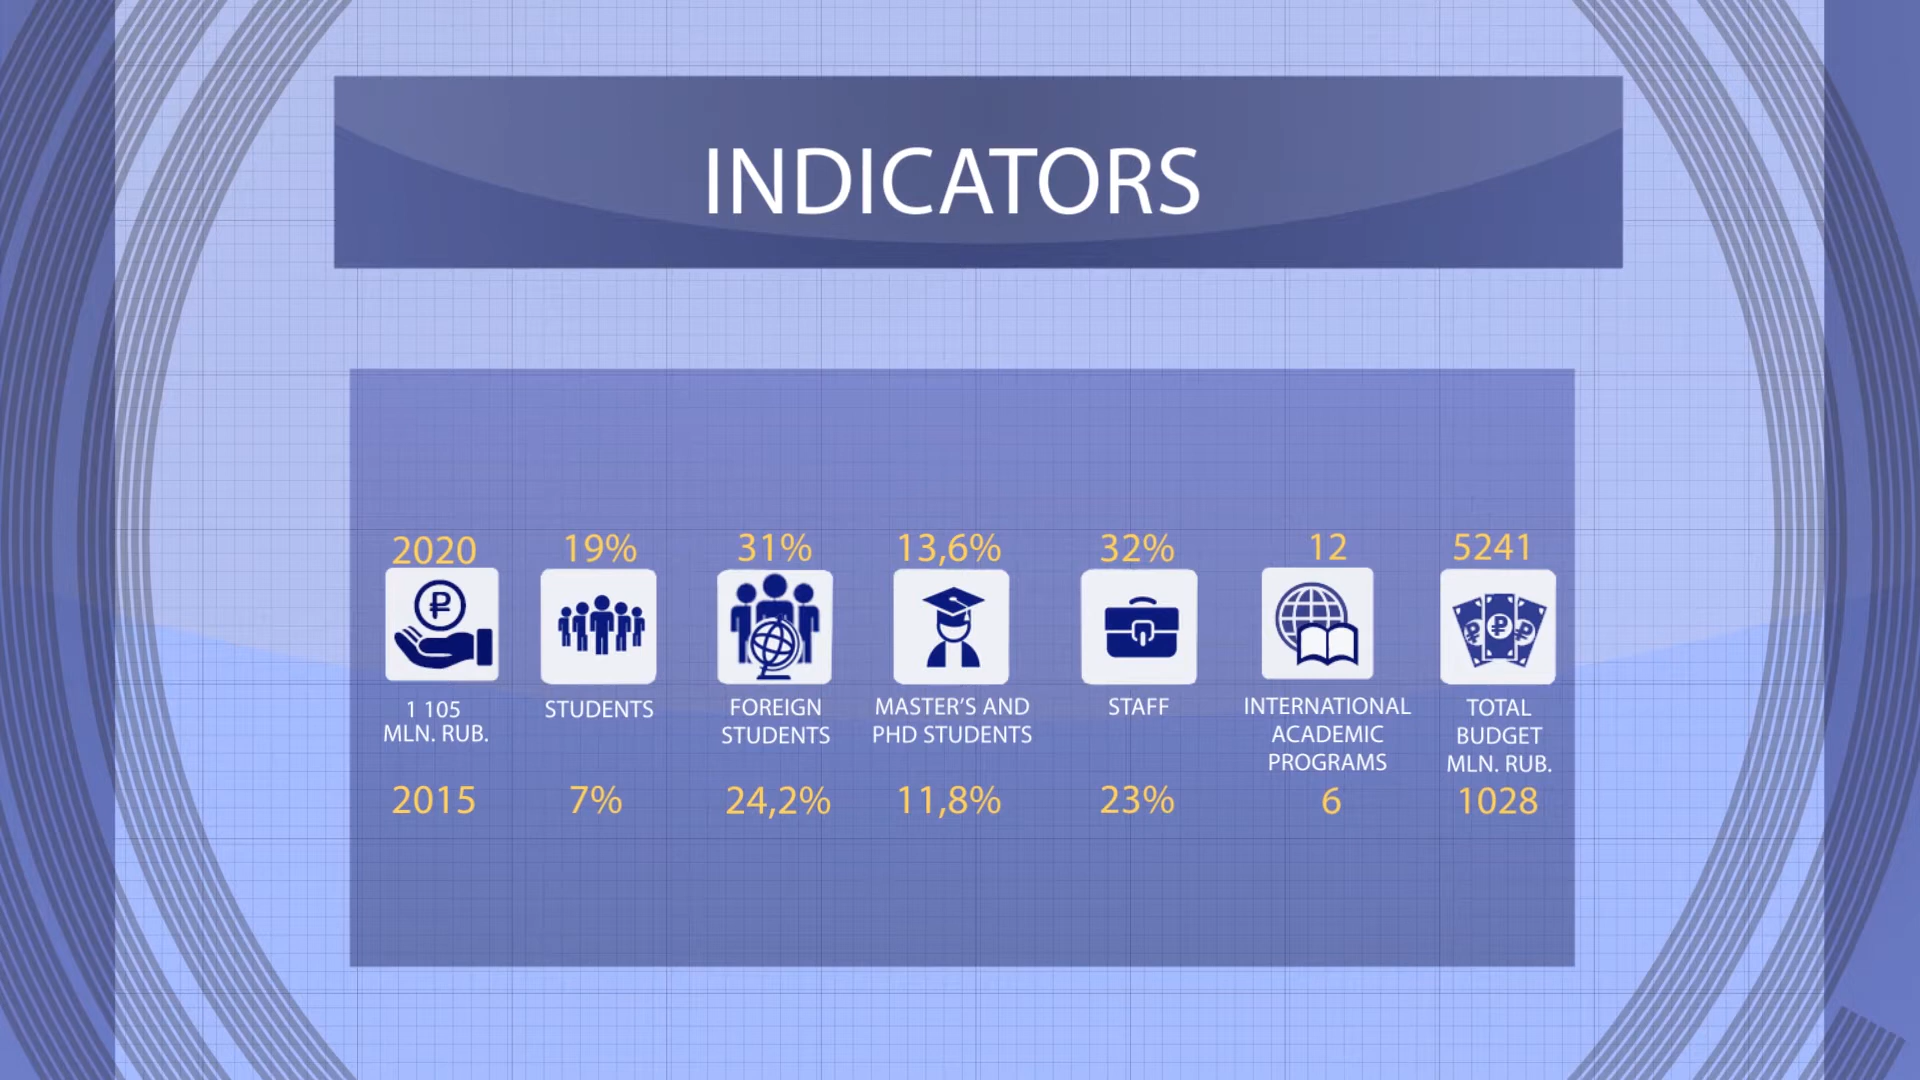 INDICATORS
2020 19% 31% 13,6% 32% 12 5241
1 105
MLN. RUB.
STUDENTS
FOREIGN
STUDENTS
MASTER'S AND
PHD STUDENTS
STAFF
INTERNATIONAL
ACADEMIC
PROGRAMS
TOTAL
BUDGET
MLN. RUB.
2015 7% 24,2% 11,8% 23% 6 1028